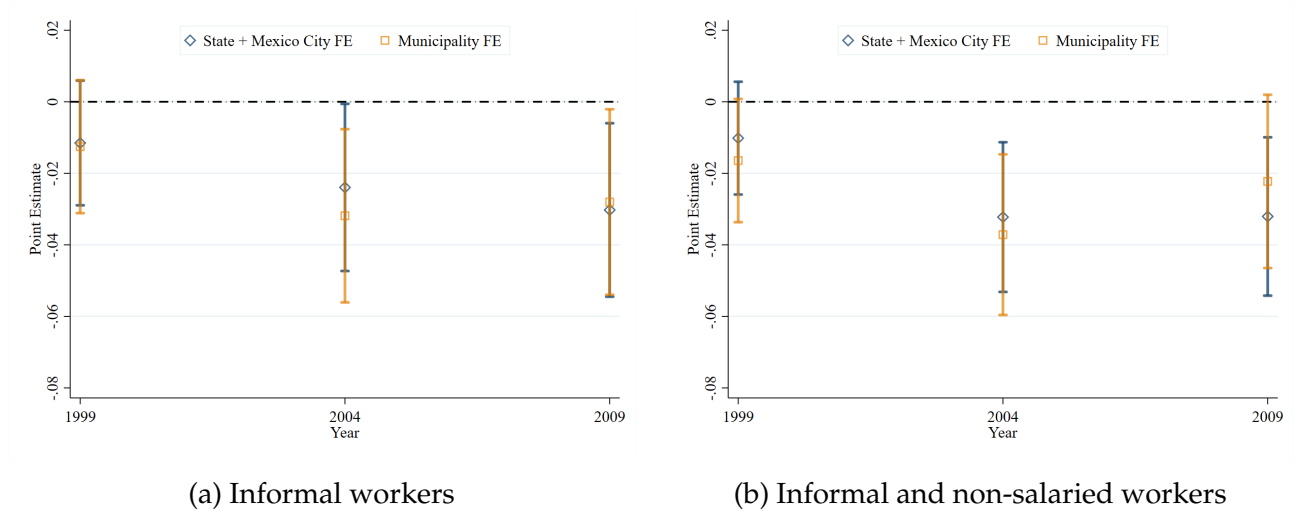 State + Mexico City FE Municipality FE
.02
0
-.02
-.04
-.06
-.08
Point Estimate
1999 2004 2009
Year
(a) Informal workers
State + Mexico City FE Municipality FE
.02
0
-.02
-.04
-.06
-.08
Point Estimate
1999 2004 2009
Year
(b) Informal and non-salaried workers